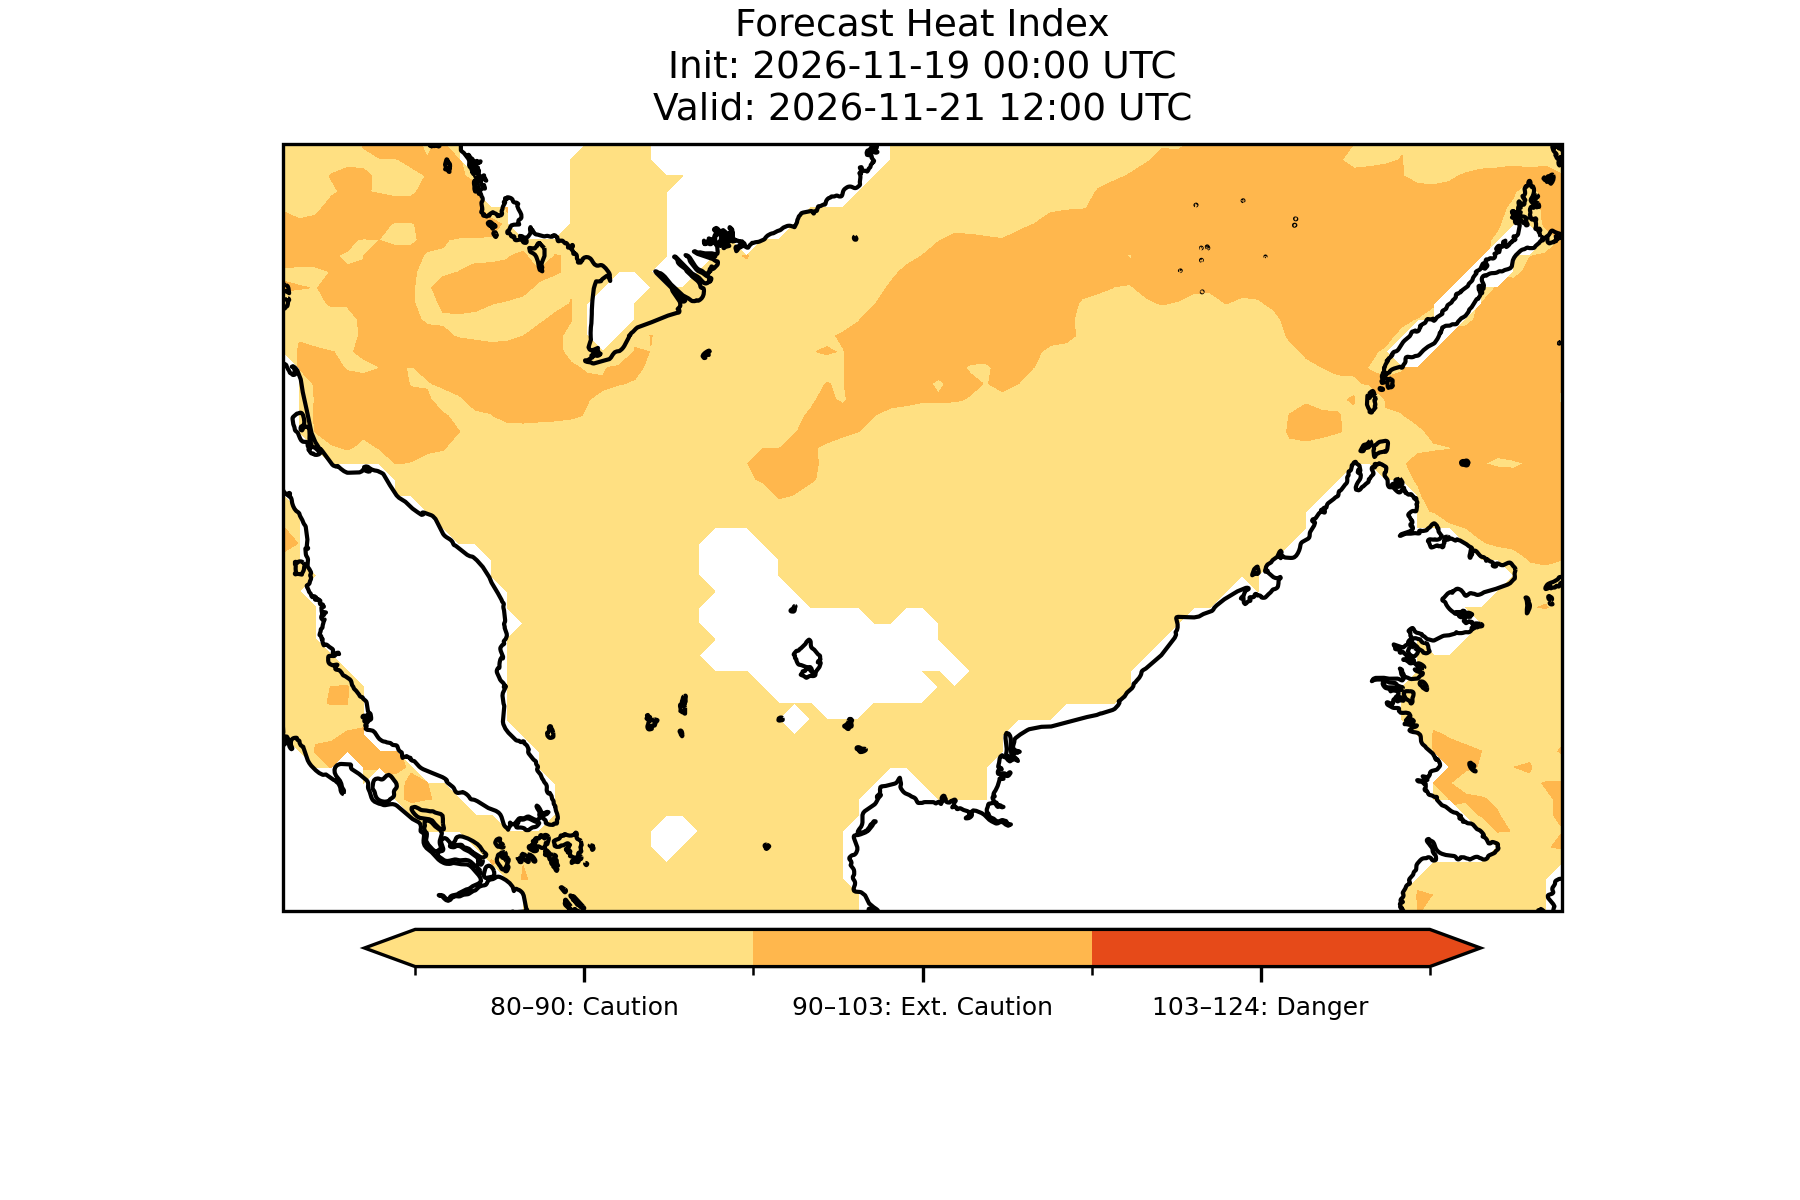 Forecast Heat Index
Init: 2026-11-19 00:00 UTC
Valid: 2026-11-21 12:00 UTC
80–90: Caution
90–103: Ext. Caution
103–124: Danger